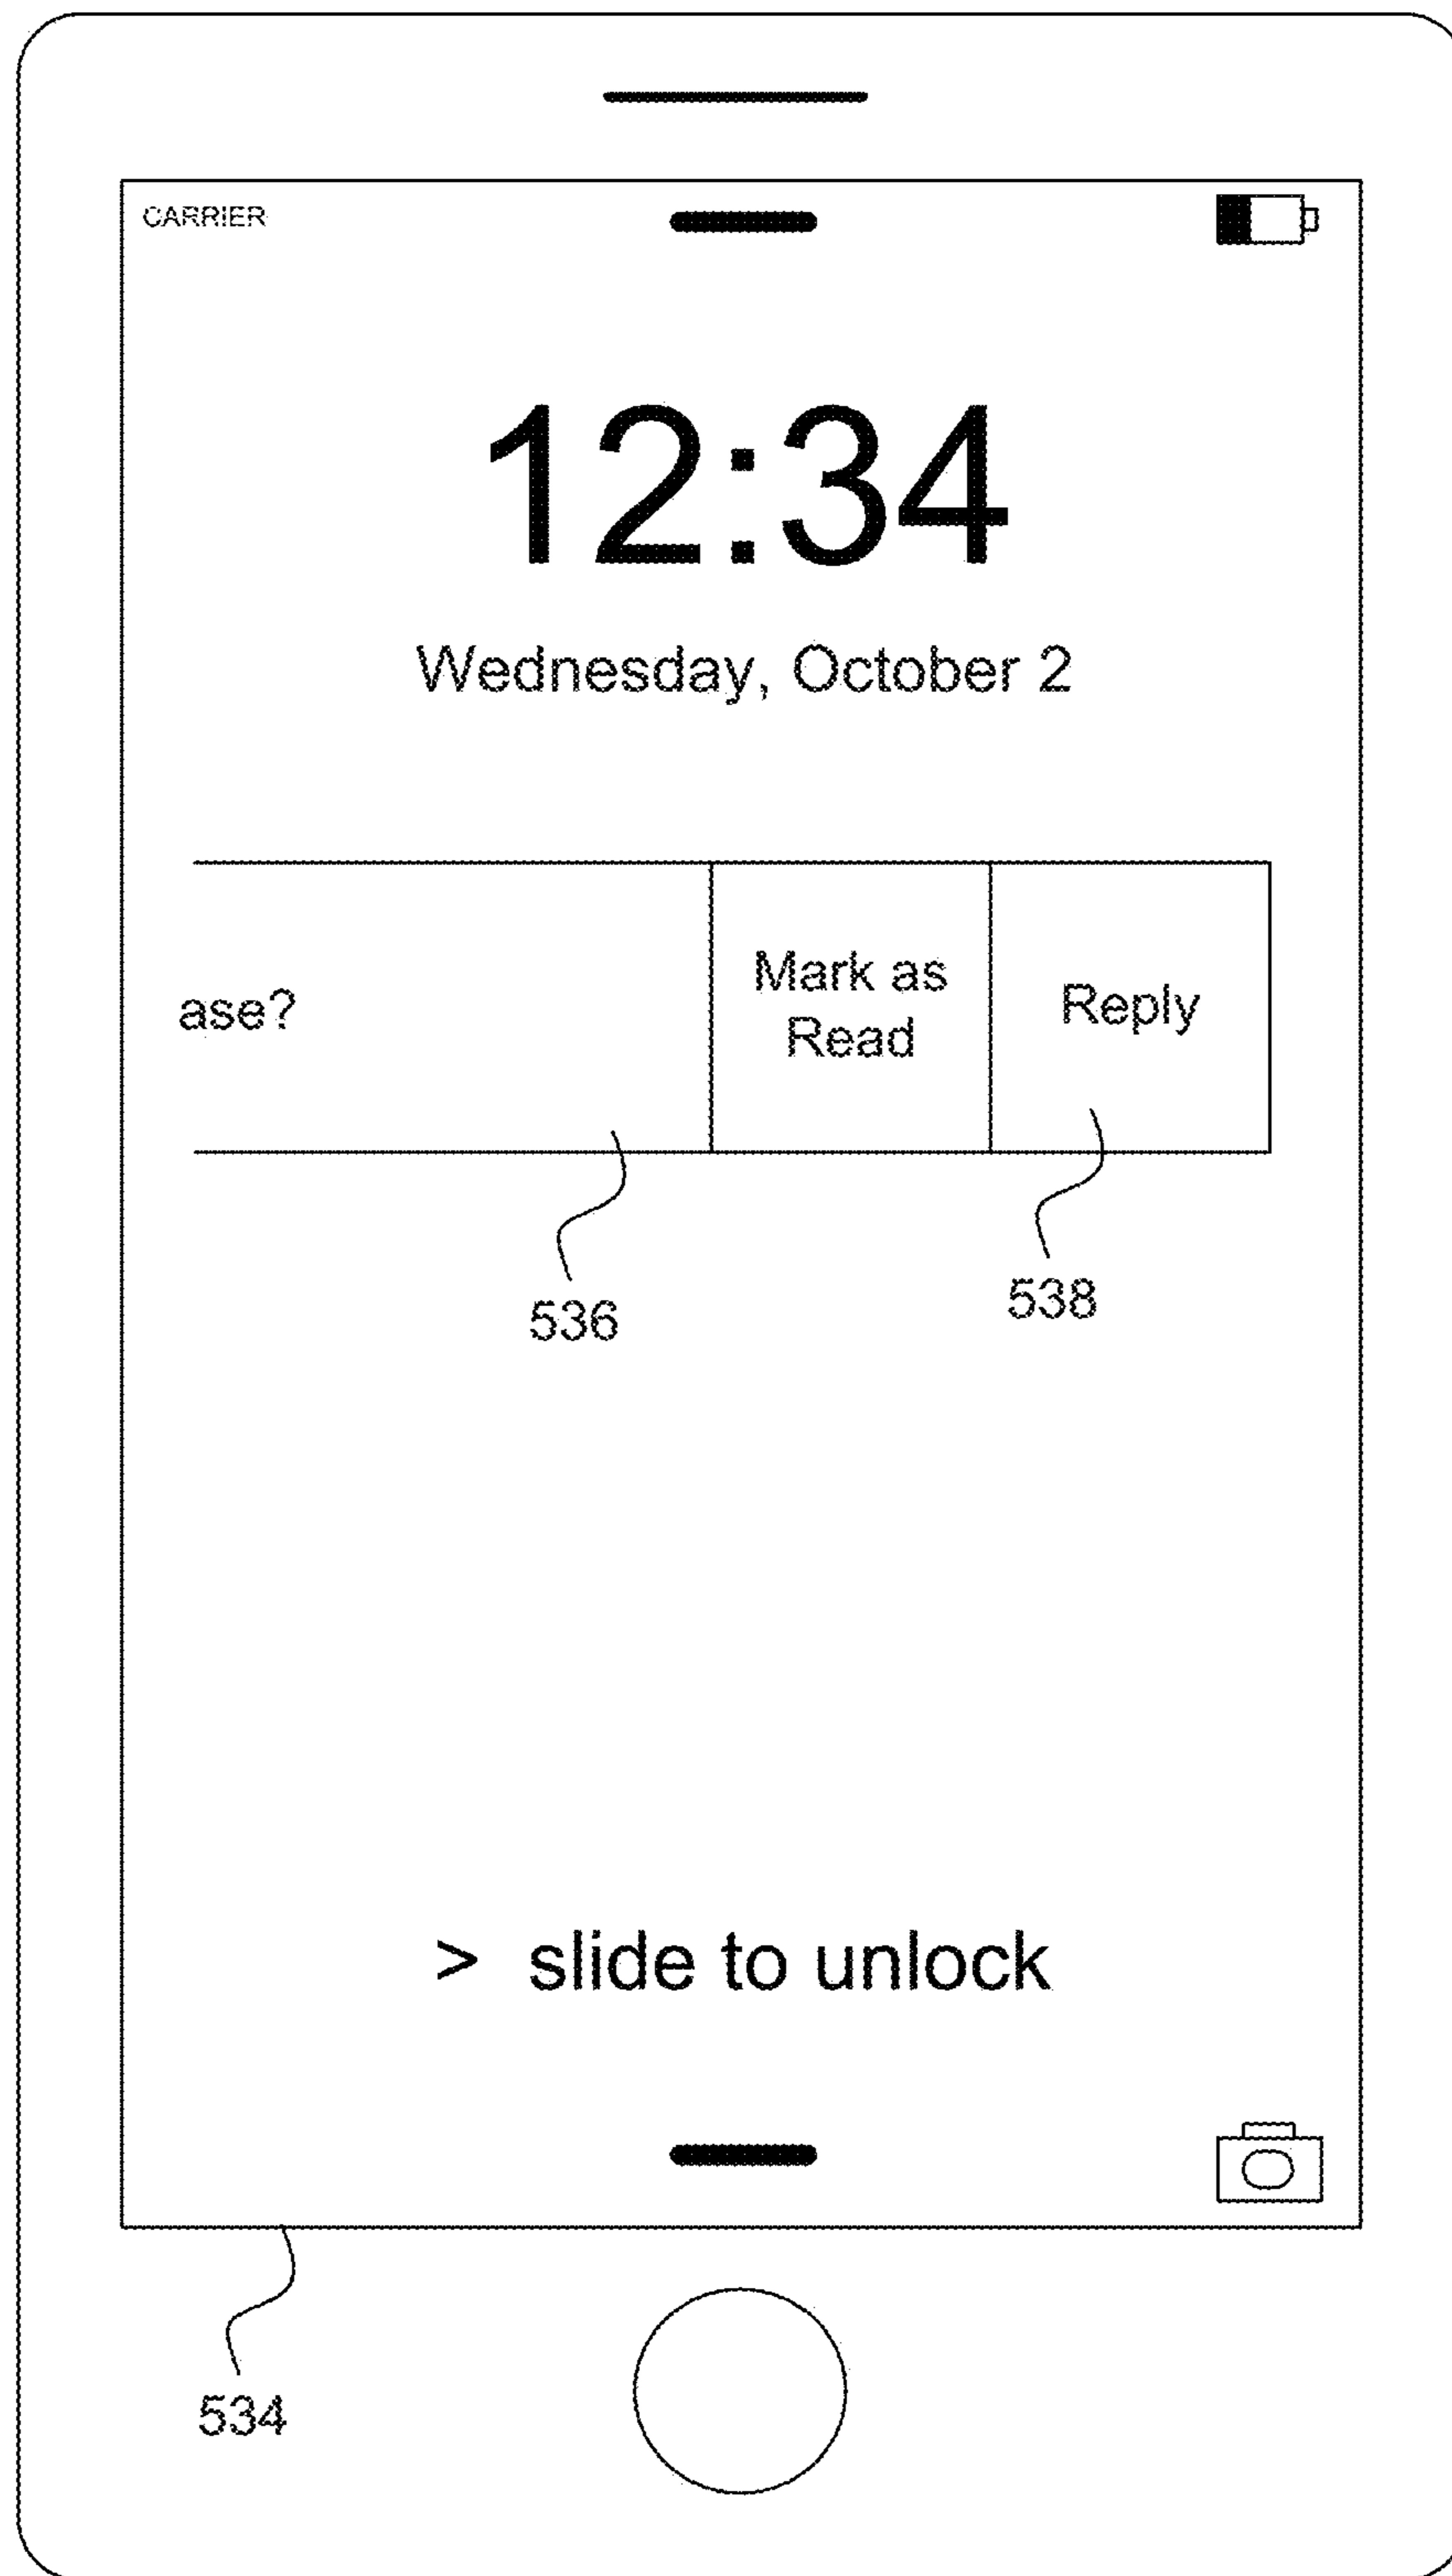 CARRIER
12:34
Wednesday, October 2
ase?
Mark as
Read
Reply
536
538
> slide to unlock
534